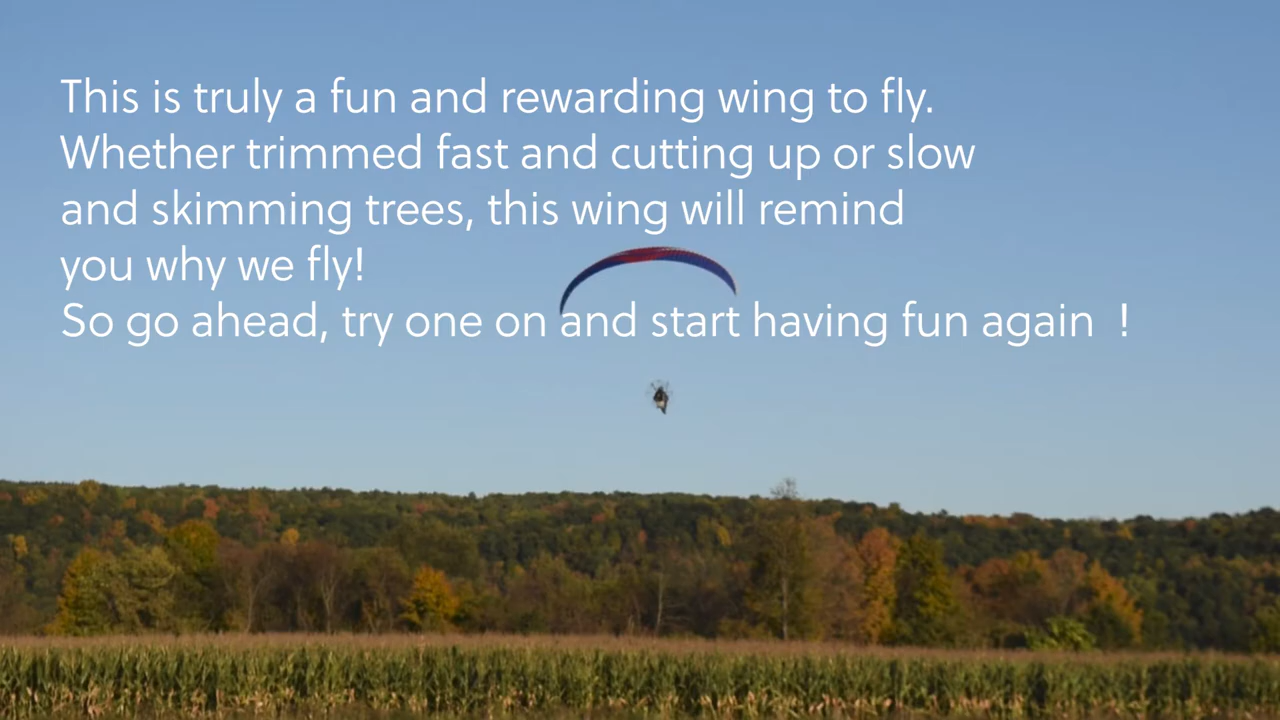 This is truly a fun and rewarding wing to fly.
Whether trimmed fast and cutting up or slow
and skimming trees, this wing will remind
you why we fly!
So go ahead, try one on and start having fun again  !